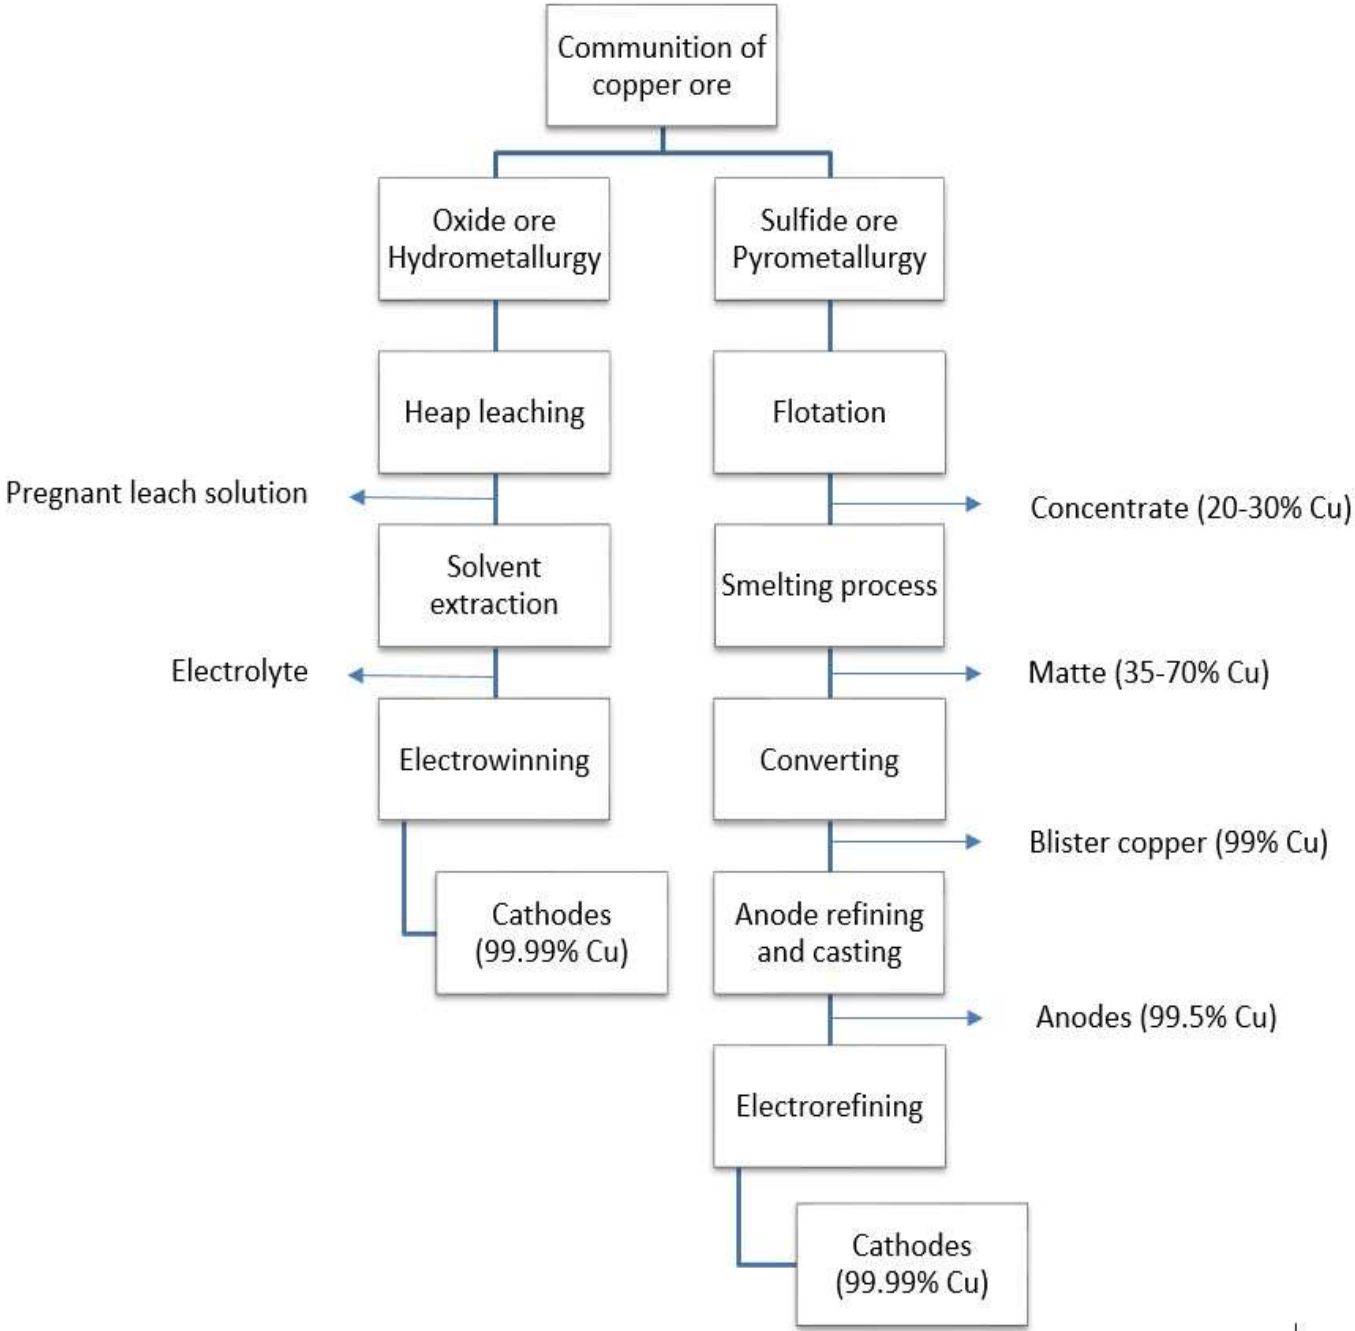 Communition of
copper ore
Oxide ore
Hydrometallurgy
Sulfide ore
Pyrometallurgy
Heap leaching
Flotation
Pregnant leach solution
Concentrate (20-30% Cu)
Solvent
extraction
Smelting process
Electrolyte
Matte (35-70% Cu)
Electrowinning
Converting
Blister copper (99% Cu)
Cathodes
(99.99% Cu)
Anode refining
and casting
Anodes (99.5% Cu)
Electrorefining
Cathodes
(99.99% Cu)